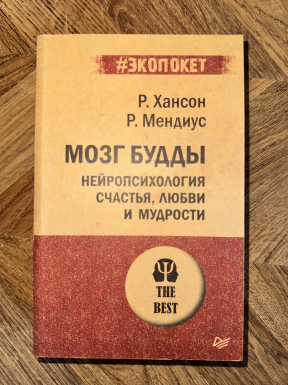 #ЭКОПОКЕТ
Р. Хансон
Р. Мендиус
МОЗГ БУДДЫ
НЕЙРОПСИХОЛОГИЯ
СЧАСТЬЯ, ЛЮБВИ
И МУДРОСТИ
Ψ
THE
BEST